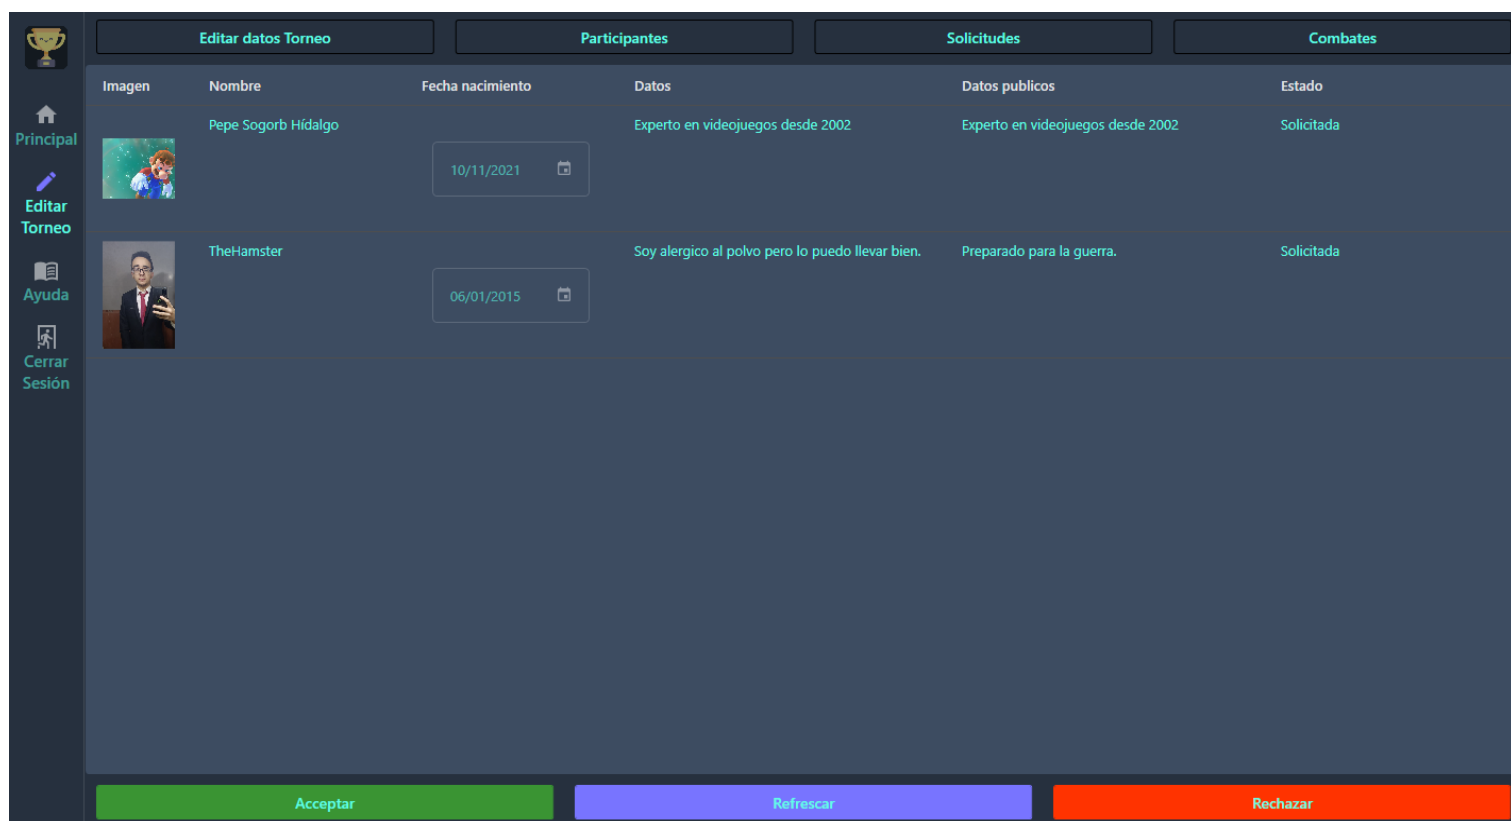 Editar datos Torneo
Participantes
Solicitudes
Combates
Principal
Editar
Torneo
Ayuda
Cerrar
Sesión
Imagen
Nombre
Fecha nacimiento
Datos
Datos publicos
Estado
Pepe Sogorb Hídalgo
10/11/2021
Experto en videojuegos desde 2002
Experto en videojuegos desde 2002
Solicitada
TheHamster
06/01/2015
Soy alergico al polvo pero lo puedo llevar bien.
Preparado para la guerra.
Solicitada
Acceptar
Refrescar
Rechazar